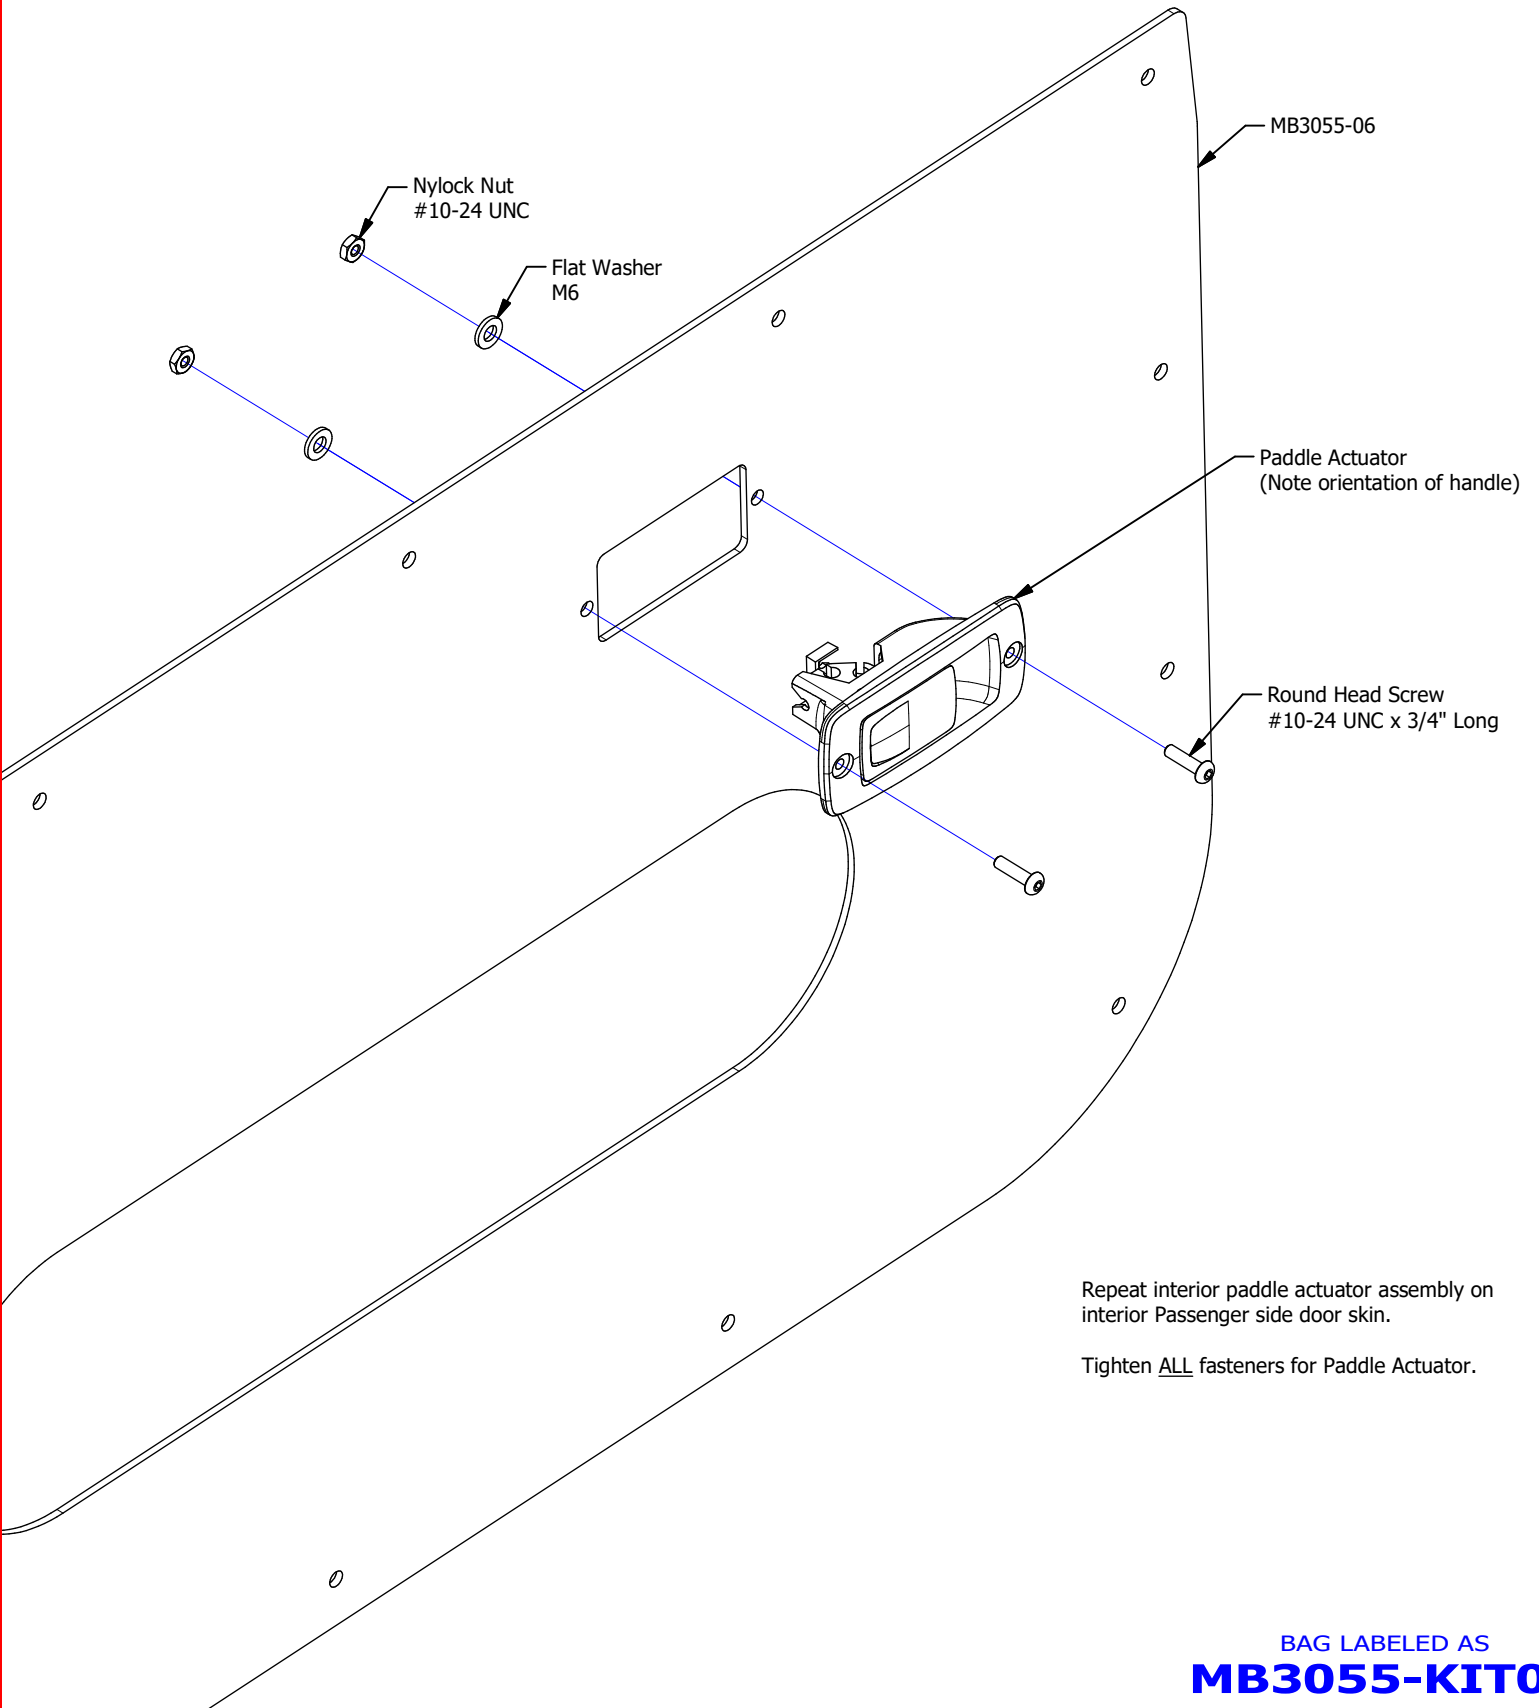 MB3055-06
Nylock Nut
#10-24 UNC
Flat Washer
M6
Paddle Actuator
(Note orientation of handle)
Round Head Screw
#10-24 UNC x 3/4" Long
Repeat interior paddle actuator assembly on
interior Passenger side door skin.
Tighten ALL fasteners for Paddle Actuator.
BAG LABELED AS
MB3055-KIT0